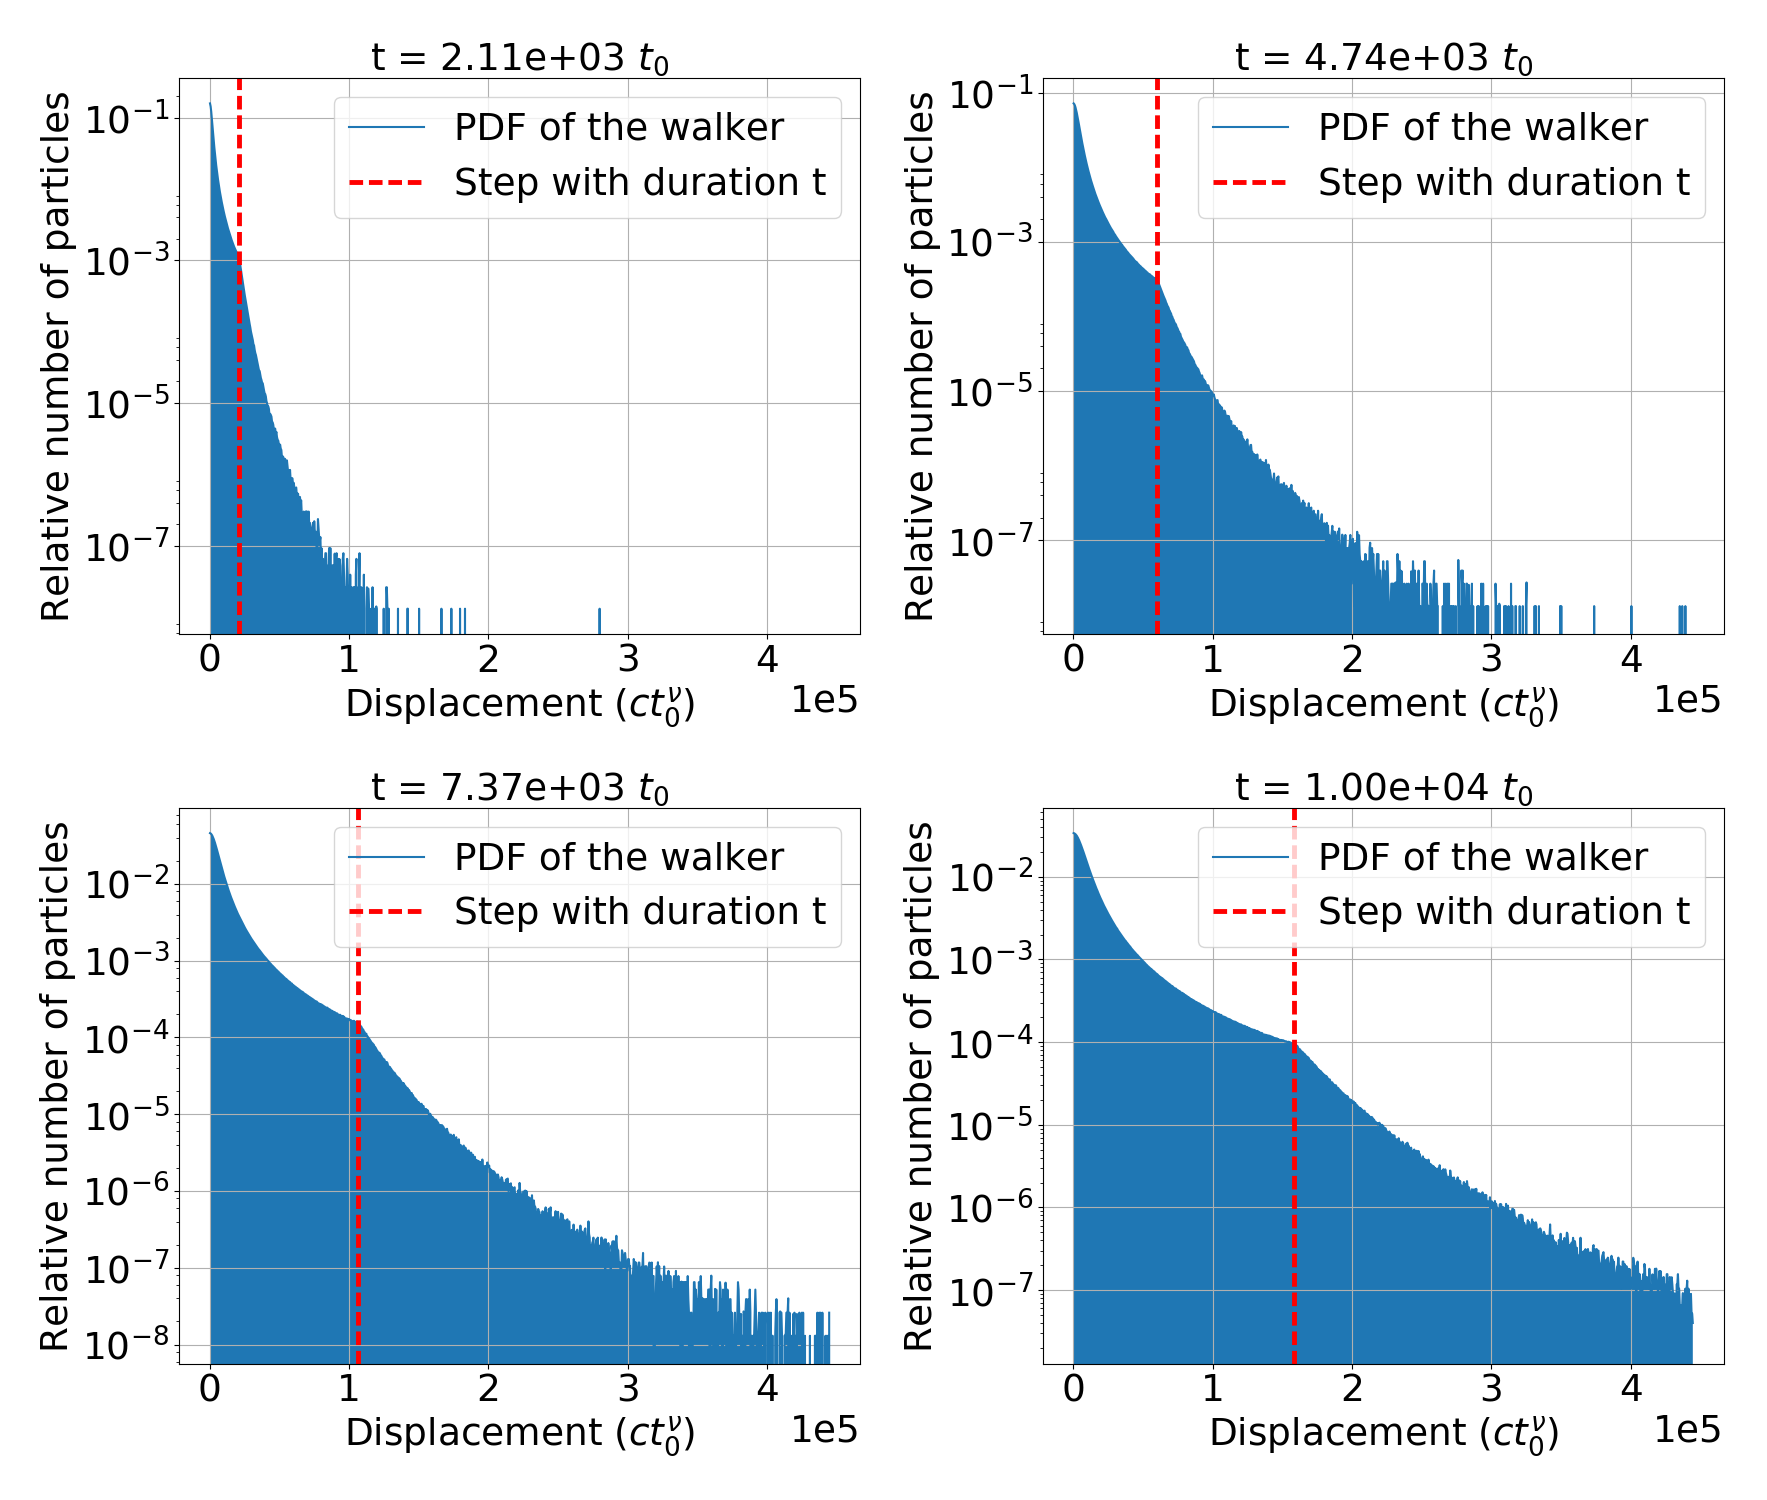 t = 2.11e+03 t₀
Relative number of particles
10⁻¹
10⁻³
10⁻⁵
10⁻⁷
PDF of the walker
Step with duration t
0 1 2 3 4
1e5
Displacement (ct₀^ν)
t = 4.74e+03 t₀
Relative number of particles
10⁻¹
10⁻³
10⁻⁵
10⁻⁷
PDF of the walker
Step with duration t
0 1 2 3 4
1e5
Displacement (ct₀^ν)
t = 7.37e+03 t₀
Relative number of particles
10⁻²
10⁻³
10⁻⁴
10⁻⁵
10⁻⁶
10⁻⁷
10⁻⁸
PDF of the walker
Step with duration t
0 1 2 3 4
1e5
Displacement (ct₀^ν)
t = 1.00e+04 t₀
Relative number of particles
10⁻²
10⁻³
10⁻⁴
10⁻⁵
10⁻⁶
10⁻⁷
PDF of the walker
Step with duration t
0 1 2 3 4
1e5
Displacement (ct₀^ν)